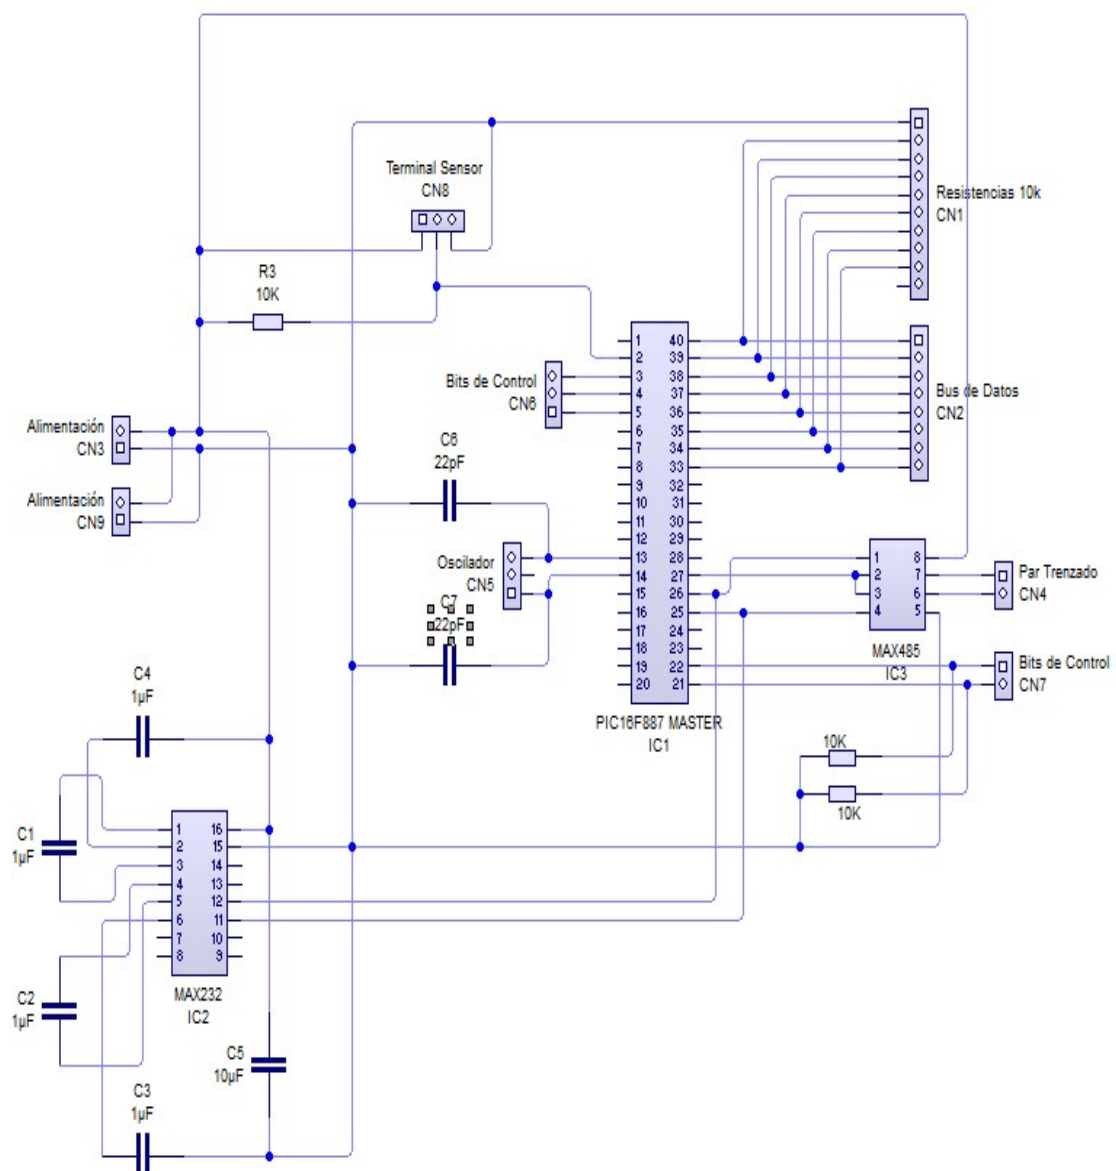 Terminal Sensor
CN8
Resistencias 10k
CN1
R3
10K
1 40
2 39
3 38
4 37
5 36
6 35
7 34
8 33
9 32
10 31
11 30
12 29
13 28
14 27
15 26
16 25
17 24
18 23
19 22
20 21
PIC16F887 MASTER
IC1
Bits de Control
CN6
Bus de Datos
CN2
Alimentación
CN3
Alimentación
CN9
C6
22pF
Oscilador
CN5
C7
22pF
1 8
2 7
3 6
4 5
MAX485
IC3
Par Trenzado
CN4
Bits de Control
CN7
10K
10K
C4
1µF
C1
1µF
1 16
2 15
3 14
4 13
5 12
6 11
7 10
8 9
MAX232
IC2
C2
1µF
C5
10µF
C3
1µF